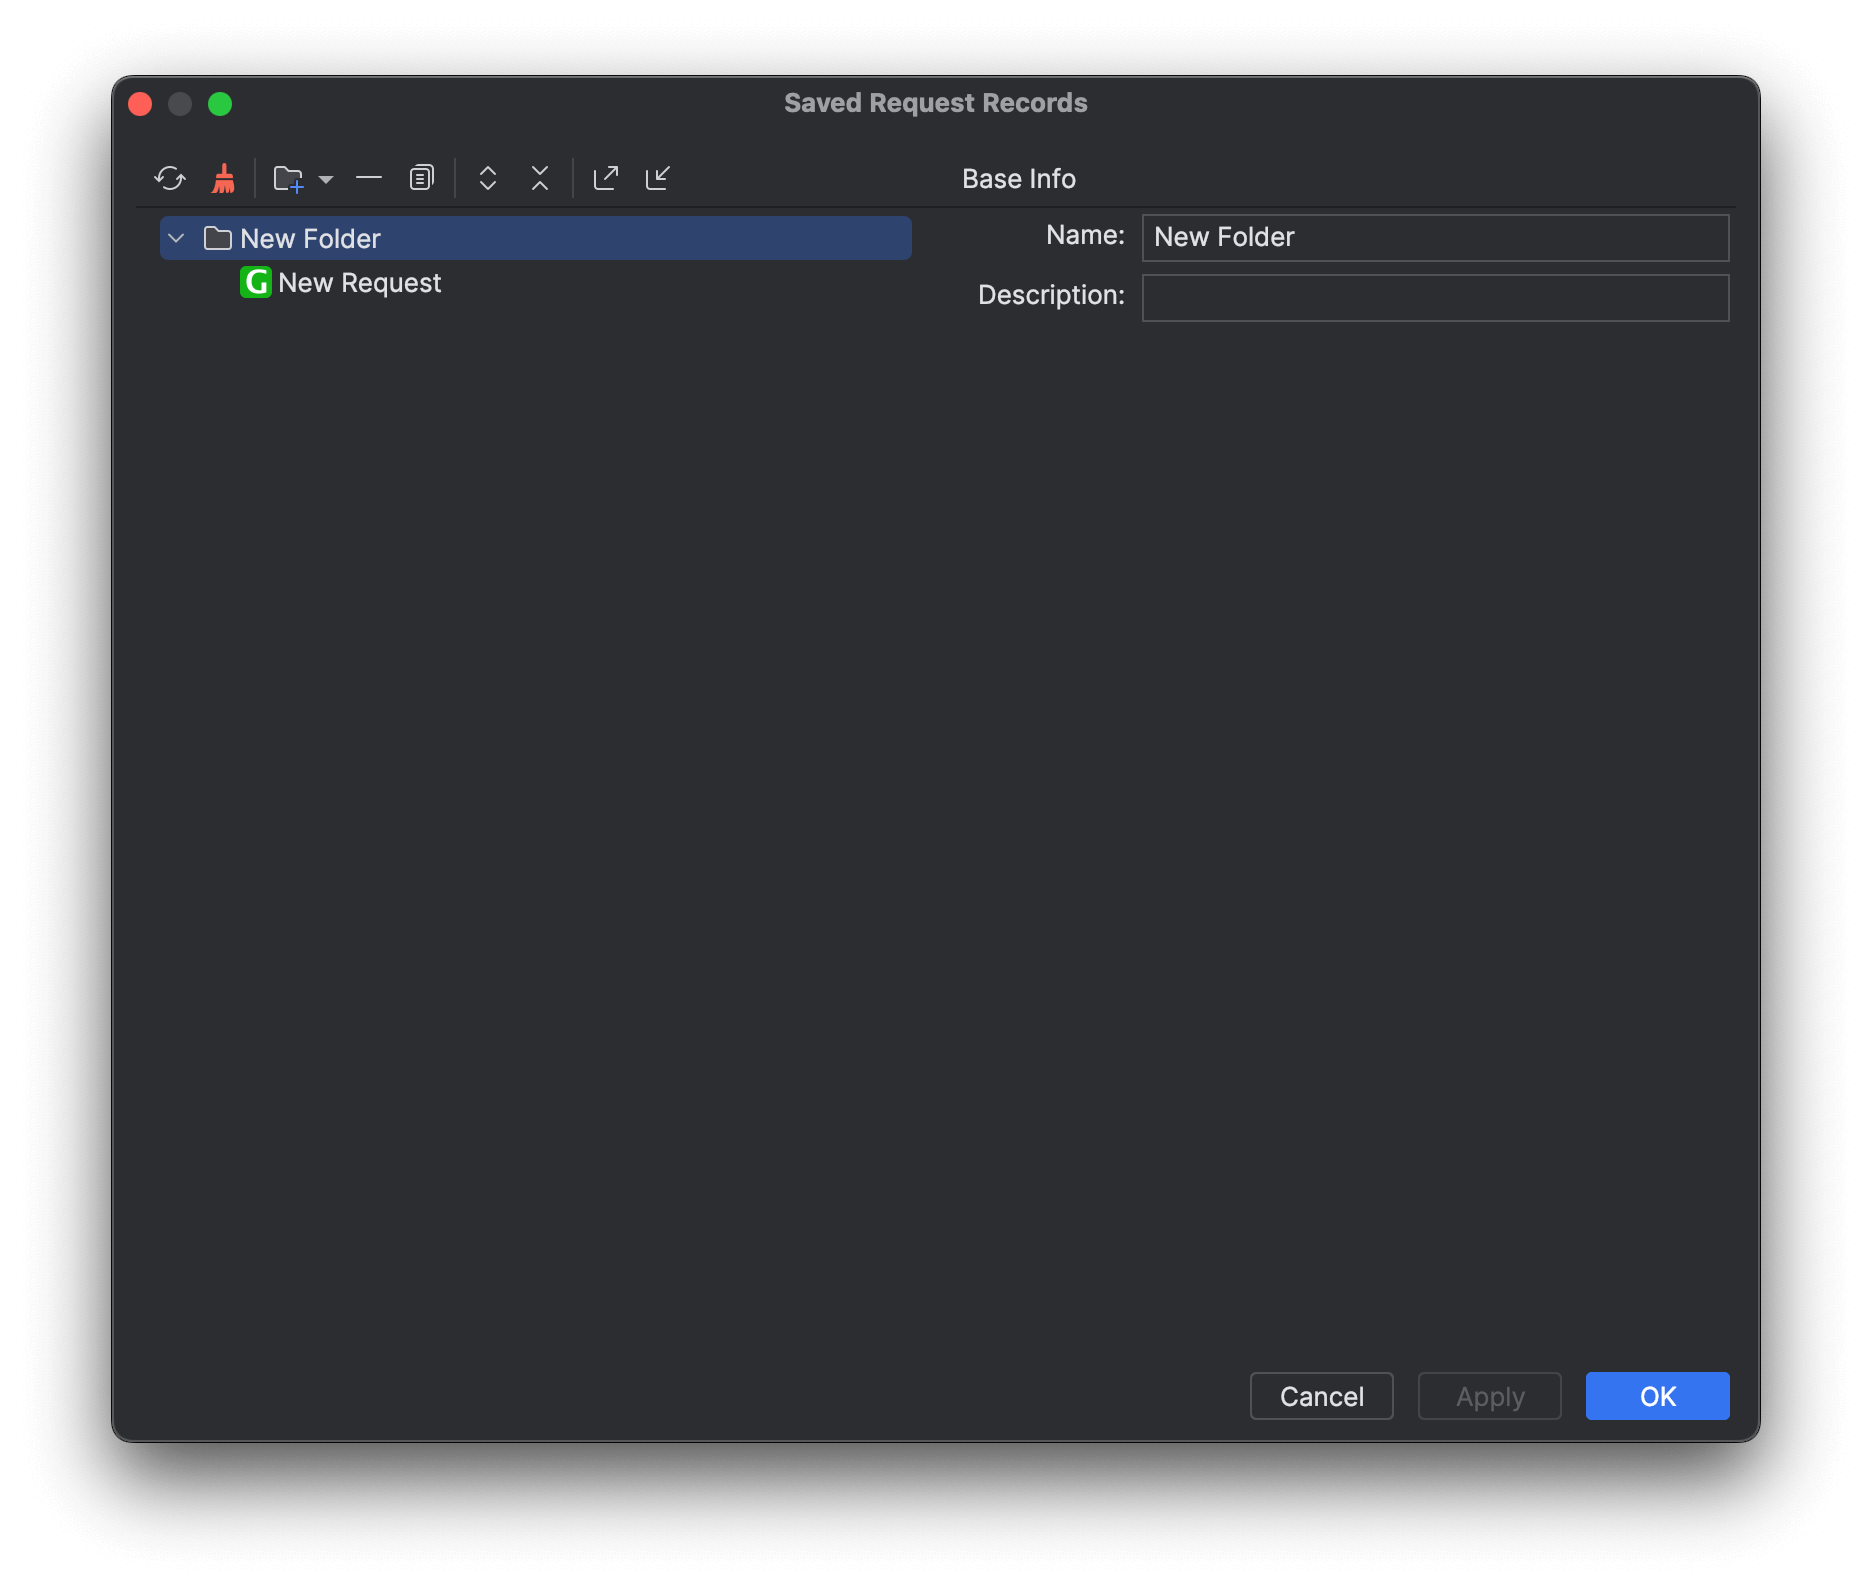 Saved Request Records
Base Info
New Folder
G New Request
Name: New Folder
Description:
Cancel Apply OK